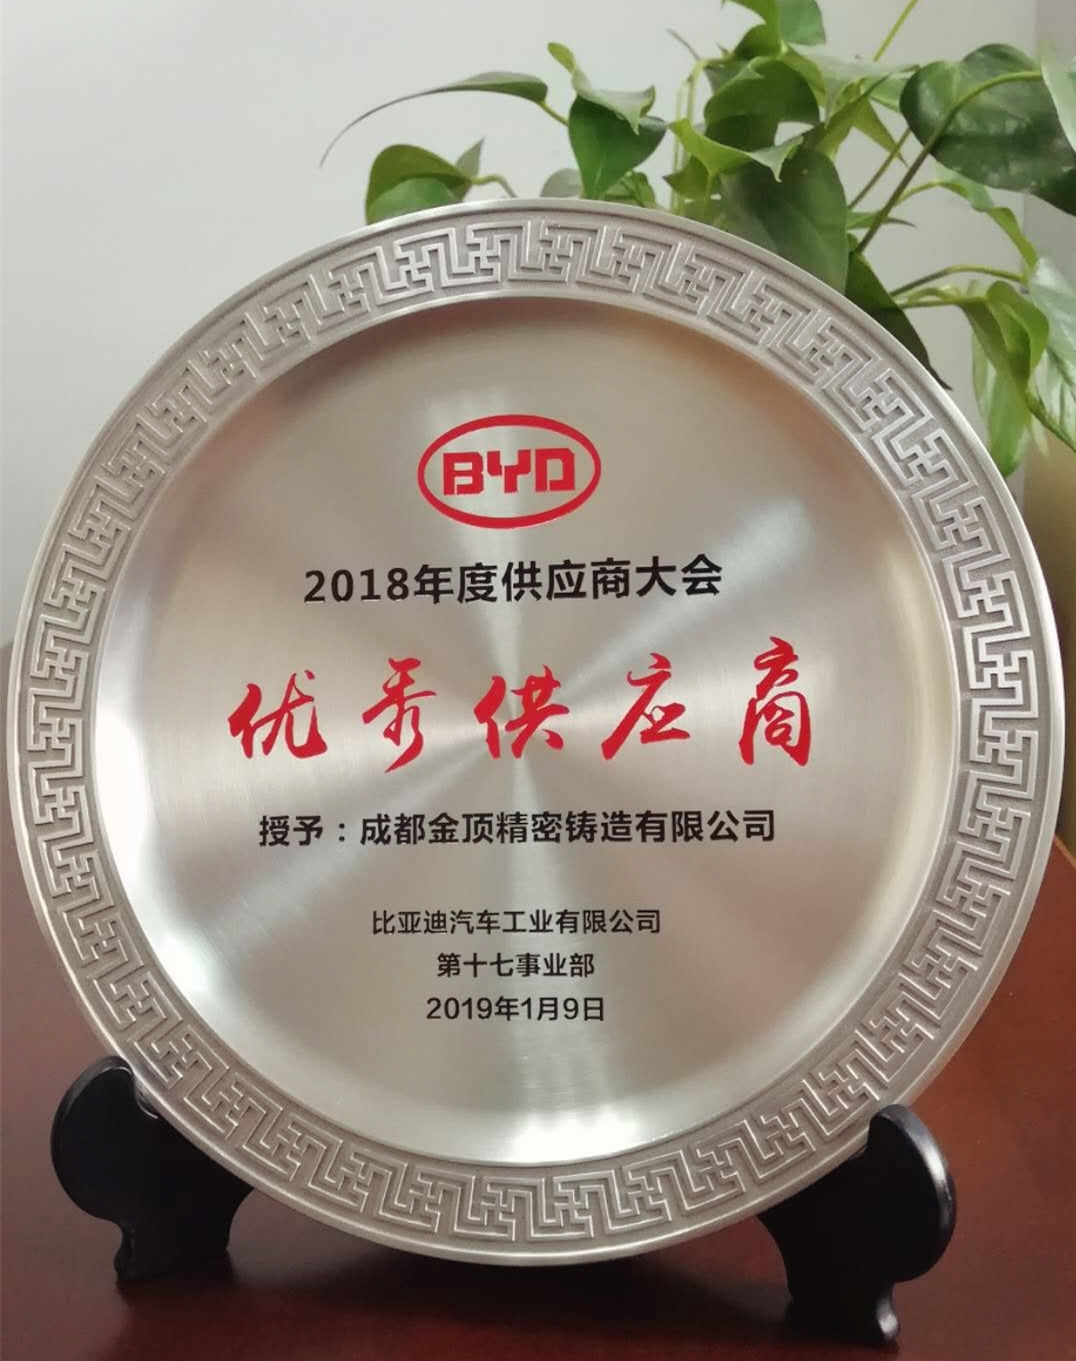 BYD
2018年度供应商大会
优秀供应商
授予：成都金顶精密铸造有限公司
比亚迪汽车工业有限公司
第十七事业部
2019年1月9日